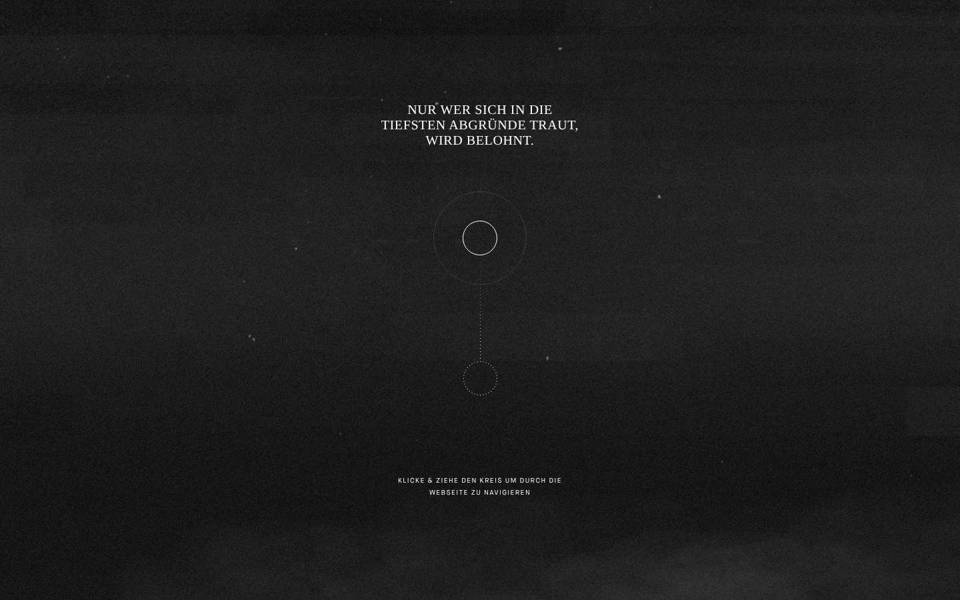 NUR WER SICH IN DIE
TIEFSTEN ABGRÜNDE TRAUT,
WIRD BELOHNT.
KLICKE & ZIEHE DEN KREIS UM DURCH DIE
WEBSEITE ZU NAVIGIEREN